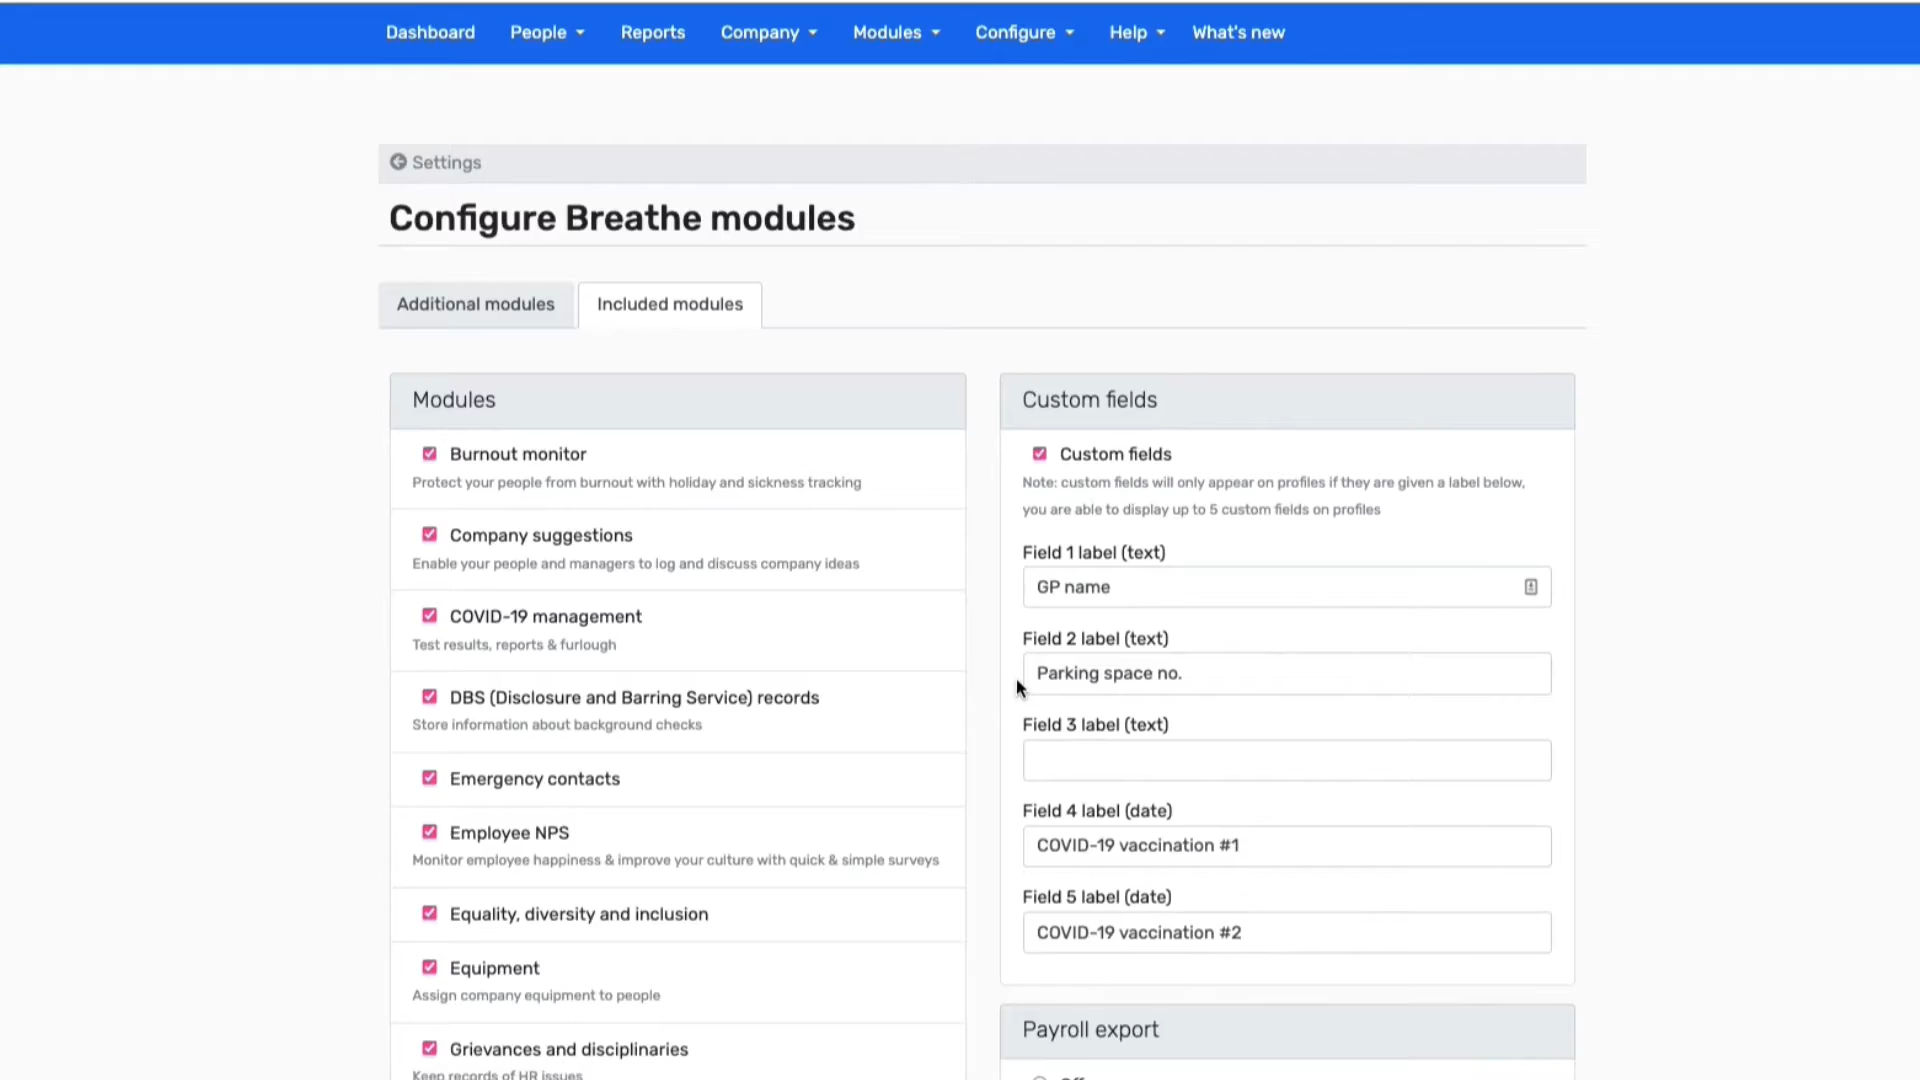 Dashboard People Reports Company Modules Configure Help What's new
Settings
Configure Breathe modules
Additional modules Included modules
Modules
Burnout monitor
Protect your people from burnout with holiday and sickness tracking
Company suggestions
Enable your people and managers to log and discuss company ideas
COVID-19 management
Test results, reports & furlough
DBS (Disclosure and Barring Service) records
Store information about background checks
Emergency contacts
Employee NPS
Monitor employee happiness & improve your culture with quick & simple surveys
Equality, diversity and inclusion
Equipment
Assign company equipment to people
Grievances and disciplinaries
Keep records of HR issues
Custom fields
Custom fields
Note: custom fields will only appear on profiles if they are given a label below,
you are able to display up to 5 custom fields on profiles
Field 1 label (text)
GP name
Field 2 label (text)
Parking space no.
Field 3 label (text)
Field 4 label (date)
COVID-19 vaccination #1
Field 5 label (date)
COVID-19 vaccination #2
Payroll export